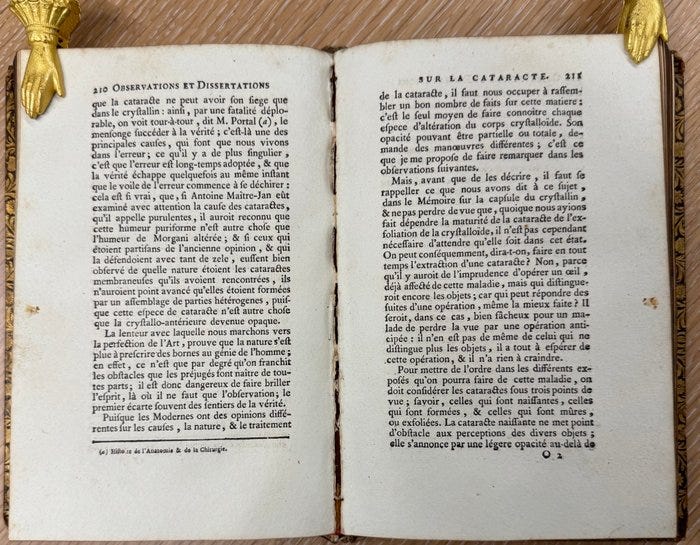 210 OBSERVATIONS ET DISSERTATIONS
que la cataracte ne peut avoir son siege que
dans le crystallin : ainsi, par une fatalité déplo-
rable, on voit tour-à-tour, dit M. Portal (a), le
mensonge succéder à la vérité ; c'est-là une des
principales causes, qui font que nous vivons
dans l'erreur ; ce qu'il y a de plus singulier,
c'est que l'erreur est long-temps adoptée, & que
la vérité échappe quelquefois au même instant
que le voile de l'erreur commence à se déchirer :
cela est si vrai, que, si Antoine Maître-Jan eût
examiné avec attention la cause des cataractes,
qu'il appelle purulentes, il auroit reconnu que
cette humeur puriforme n'est autre chose que
l'humeur de Morgani altérée ; & si ceux qui
étoient partisans de l'ancienne opinion, & qui
la défendoient avec tant de zele, eussent bien
observé de quelle nature étoient les cataractes
membraneuses qu'ils avoient rencontrées, ils
n'auroient point avancé qu'elles étoient formées
par un assemblage de parties hétérogenes, puis-
que cette espece de cataracte n'est autre chose
que la crystallo-antérieure devenue opaque.
La lenteur avec laquelle nous marchons vers
la perfection de l'Art, prouve que la nature s'est
plue à prescrire des bornes au génie de l'homme ;
en effet, ce n'est que par degré qu'on franchit
les obstacles que les préjugés font naître de toutes
parts ; il est donc dangereux de faire briller
l'esprit, là où il ne faut que l'observation ; le
premier écarte souvent des sentiers de la vérité.
Puisque les Modernes ont des opinions diffé-
rentes sur les causes, la nature, & le traitement
(a) Histoire de l'Anatomie & de la Chirurgie.
SUR LA CATARACTE. 211
de la cataracte, il faut nous occuper à rassem-
bler un bon nombre de faits sur cette matiere :
c'est le seul moyen de faire connoître chaque
espece d'altération du corps crystalloïde. Son
opacité pouvant être partielle ou totale, de-
mande des manœuvres différentes ; c'est ce
que je me propose de faire remarquer dans les
observations suivantes.
Mais, avant que de les décrire, il faut se
rappeller ce que nous avons dit à ce sujet,
dans le Mémoire sur la capsule du crystallin,
& ne pas perdre de vue que, quoique nous ayions
fait dépendre la maturité de la cataracte de l'ex-
foliation de la crystalloïde, il n'est pas cependant
nécessaire d'attendre qu'elle soit dans cet état.
On peut conséquemment, dira-t-on, faire en tout
temps l'extraction d'une cataracte ? Non, parce
qu'il y auroit de l'imprudence d'opérer un œil,
déjà affecté de cette maladie, mais qui distingue-
roit encore les objets ; car qui peut répondre des
suites d'une opération, même la mieux faite ? Il
seroit, dans ce cas, bien fâcheux pour un ma-
lade de perdre la vue par une opération antici-
pée : il n'en est pas de même de celui qui ne
distingue plus les objets, il a tout à espérer de
cette opération, & il n'a rien à craindre.
Pour mettre de l'ordre dans les différents ex-
posés qu'on pourra faire de cette maladie, on
doit considérer les cataractes sous trois points de
vue ; savoir, celles qui sont naissantes, celles
qui sont formées, & celles qui sont mûres,
ou exfoliées. La cataracte naissante ne met point
d'obstacle aux perceptions des divers objets ;
elle s'annonce par une légere opacité au-delà de
O 2